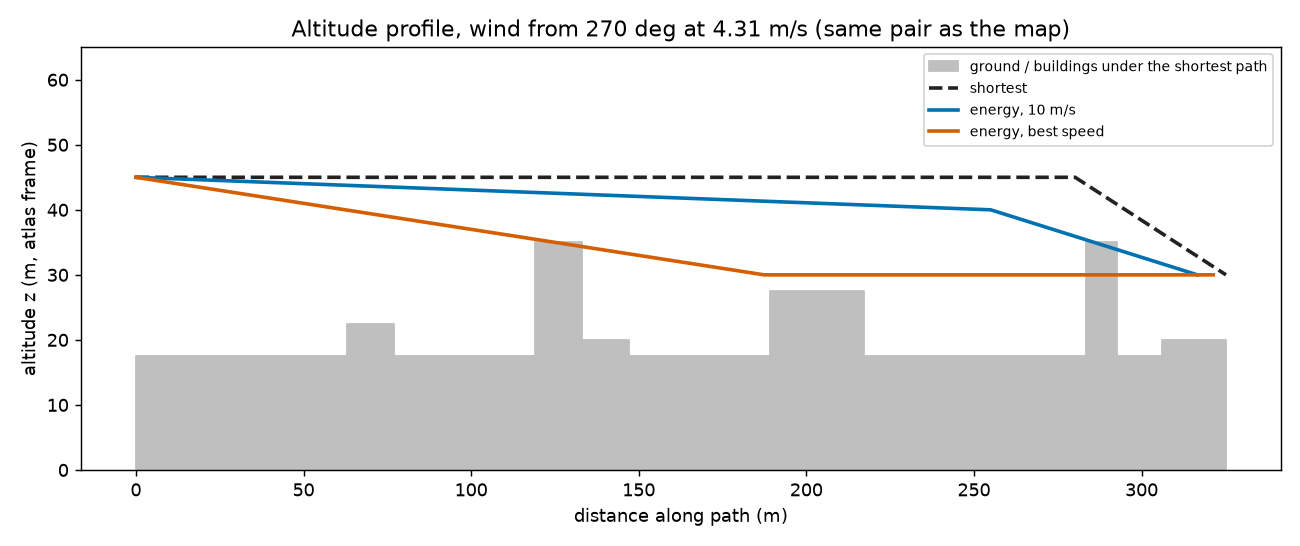 Altitude profile, wind from 270 deg at 4.31 m/s (same pair as the map)
ground / buildings under the shortest path
shortest
energy, 10 m/s
energy, best speed
altitude z (m, atlas frame)
60
50
40
30
20
10
0
0 50 100 150 200 250 300
distance along path (m)